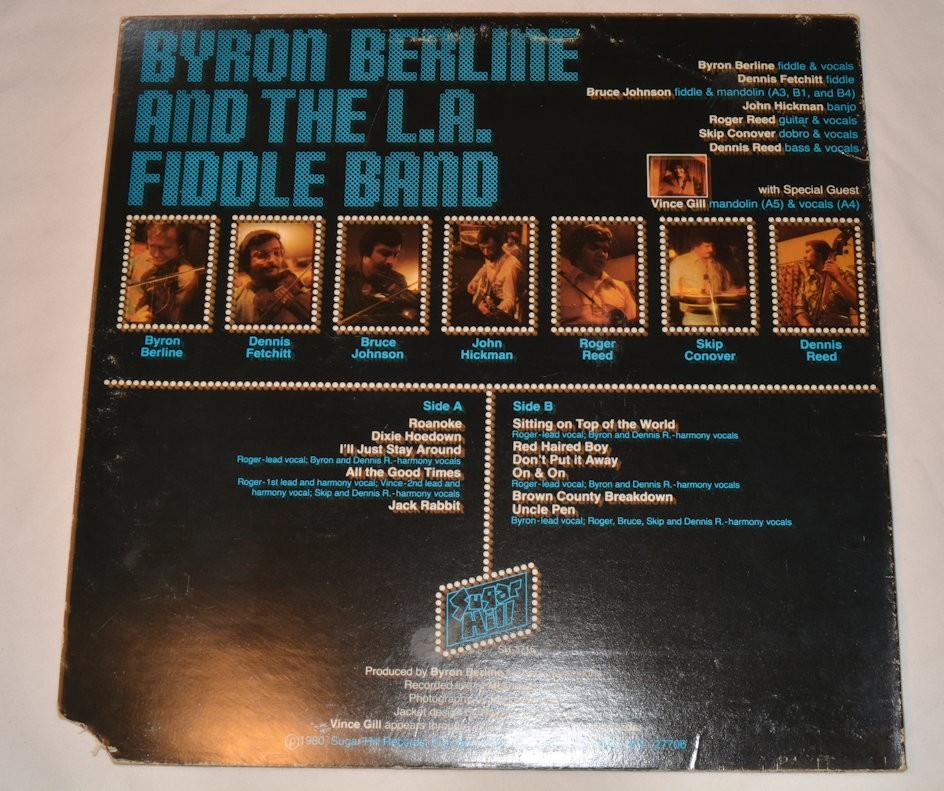 BYRON BERLINE
AND THE L.A.
FIDDLE BAND
Byron Berline fiddle & vocals
Dennis Fetchitt fiddle
Bruce Johnson fiddle & mandolin (A3, B1, and B4)
John Hickman banjo
Roger Reed guitar & vocals
Skip Conover dobro & vocals
Dennis Reed bass & vocals
with Special Guest
Vince Gill mandolin (A5) & vocals (A4)
Byron Berline
Dennis Fetchitt
Bruce Johnson
John Hickman
Roger Reed
Skip Conover
Dennis Reed
Side A
Roanoke
Dixie Hoedown
I'll Just Stay Around
Roger-lead vocal; Byron and Dennis R.-harmony vocals
All the Good Times
Roger-1st lead and harmony vocal; Vince-2nd lead and
harmony vocal; Skip and Dennis R.-harmony vocals
Jack Rabbit
Side B
Sitting on Top of the World
Roger-lead vocal; Byron and Dennis R.-harmony vocals
Red Haired Boy
Don't Put it Away
On & On
Roger-lead vocal; Byron and Dennis R.-harmony vocals
Brown County Breakdown
Uncle Pen
Byron-lead vocal; Roger, Bruce, Skip and Dennis R.-harmony vocals
Sugar
Hill
SH-3716
Produced by Byron Berline
Recorded live
Photography
Jacket design
Vince Gill appears
℗1980 Sugar Hill Records 27706